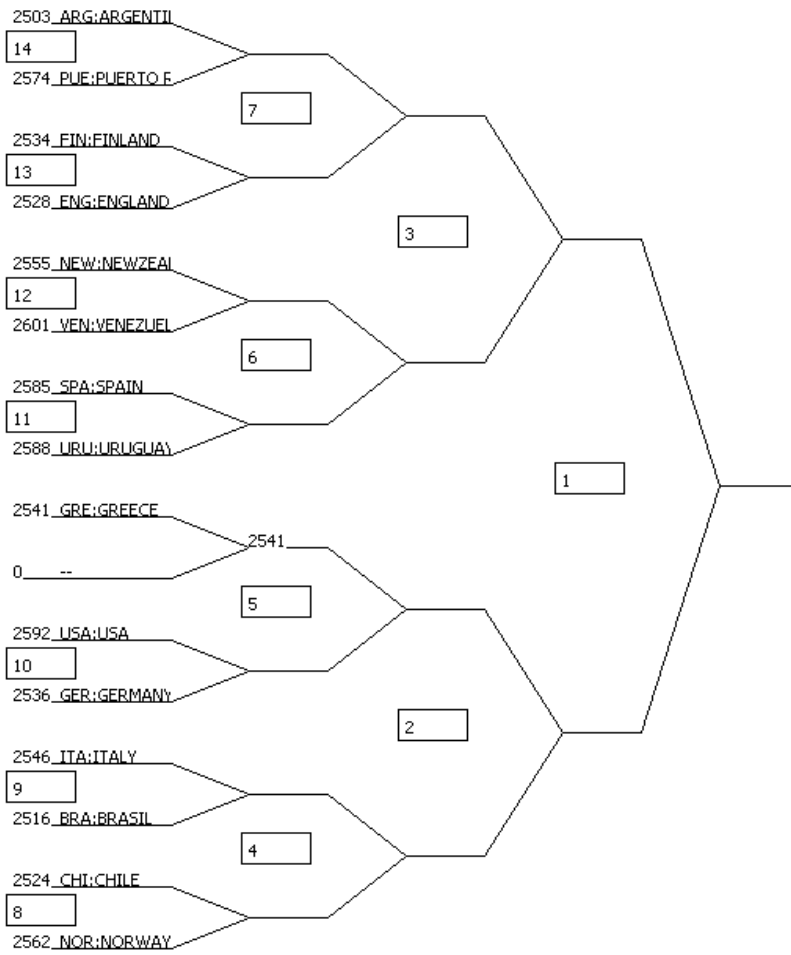 2503 ARG:ARGENTI
14
2574 PUE:PUERTO
7
2534 FIN:FINLAND
13
2528 ENG:ENGLAND
3
2555 NEW:NEWZEA
12
2601 VEN:VENEZUEL
6
2585 SPA:SPAIN
11
2588 URU:URUGUAY
1
2541 GRE:GREECE
2541
0 --
5
2592 USA:USA
10
2536 GER:GERMANY
2
2546 ITA:ITALY
9
2516 BRA:BRASIL
4
2524 CHI:CHILE
8
2562 NOR:NORWAY